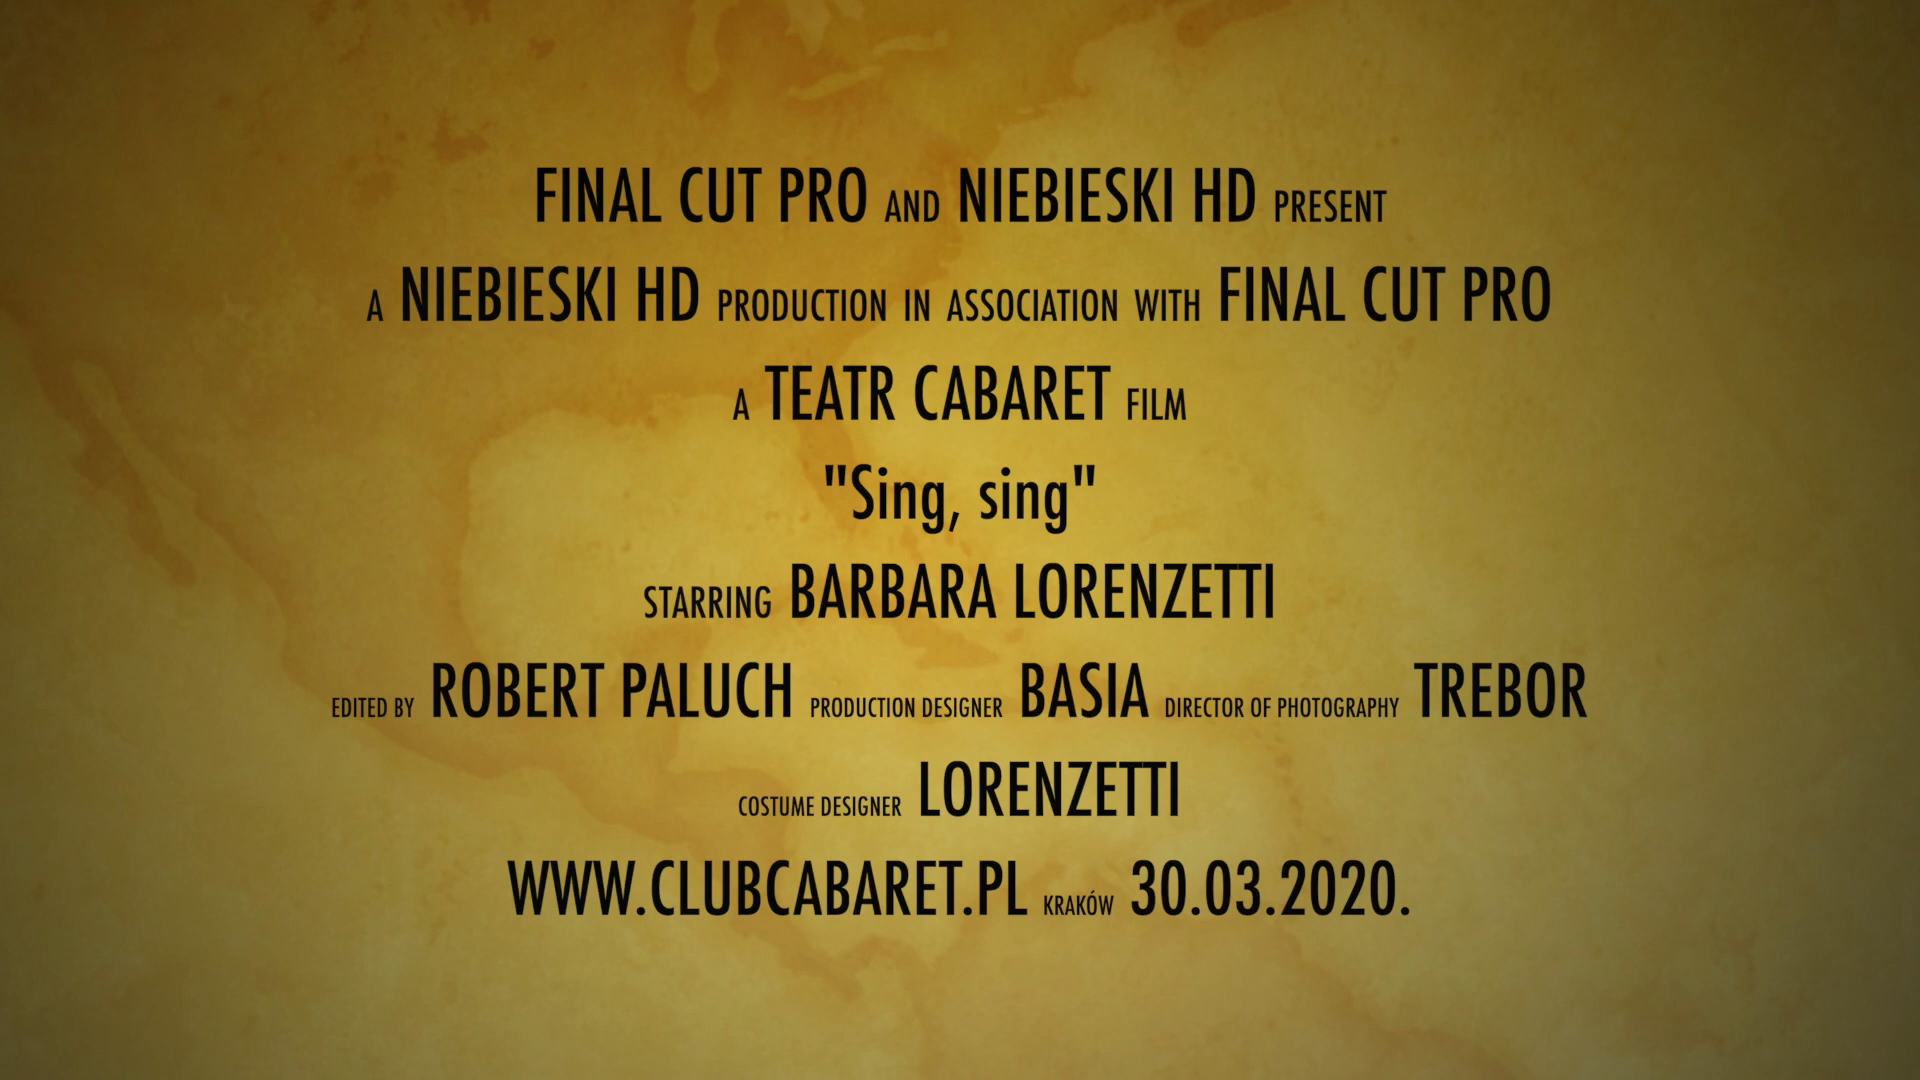 FINAL CUT PRO AND NIEBIESKI HD PRESENT
A NIEBIESKI HD PRODUCTION IN ASSOCIATION WITH FINAL CUT PRO
A TEATR CABARET FILM
"Sing, sing"
STARRING BARBARA LORENZETTI
EDITED BY ROBERT PALUCH PRODUCTION DESIGNER BASIA DIRECTOR OF PHOTOGRAPHY TREBOR
COSTUME DESIGNER LORENZETTI
WWW.CLUBCABARET.PL KRAKÓW 30.03.2020.